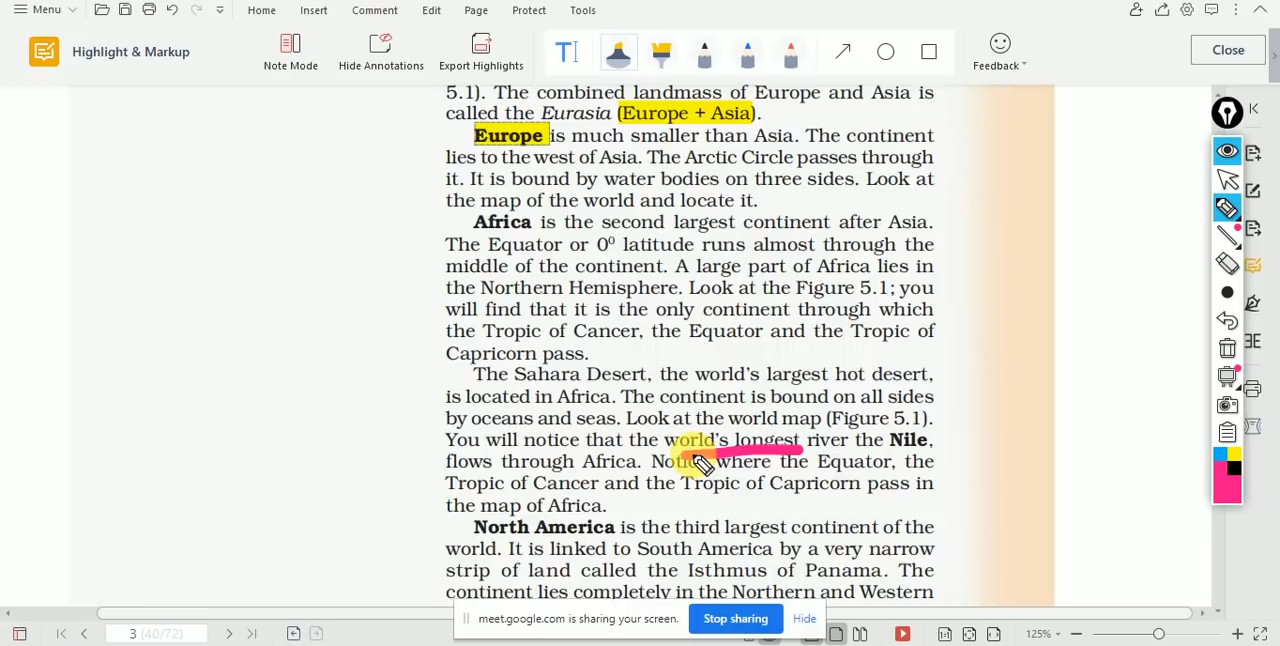 Menu
Home Insert Comment Edit Page Protect Tools
Highlight & Markup
Note Mode Hide Annotations Export Highlights Feedback Close
5.1). The combined landmass of Europe and Asia is
called the Eurasia (Europe + Asia).
Europe is much smaller than Asia. The continent
lies to the west of Asia. The Arctic Circle passes through
it. It is bound by water bodies on three sides. Look at
the map of the world and locate it.
Africa is the second largest continent after Asia.
The Equator or 0⁰ latitude runs almost through the
middle of the continent. A large part of Africa lies in
the Northern Hemisphere. Look at the Figure 5.1; you
will find that it is the only continent through which
the Tropic of Cancer, the Equator and the Tropic of
Capricorn pass.
The Sahara Desert, the world's largest hot desert,
is located in Africa. The continent is bound on all sides
by oceans and seas. Look at the world map (Figure 5.1).
You will notice that the world's longest river the Nile,
flows through Africa. Notice where the Equator, the
Tropic of Cancer and the Tropic of Capricorn pass in
the map of Africa.
North America is the third largest continent of the
world. It is linked to South America by a very narrow
strip of land called the Isthmus of Panama. The
continent lies completely in the Northern and Western
meet.google.com is sharing your screen. Stop sharing Hide
3 (40/72) 1:1 125%